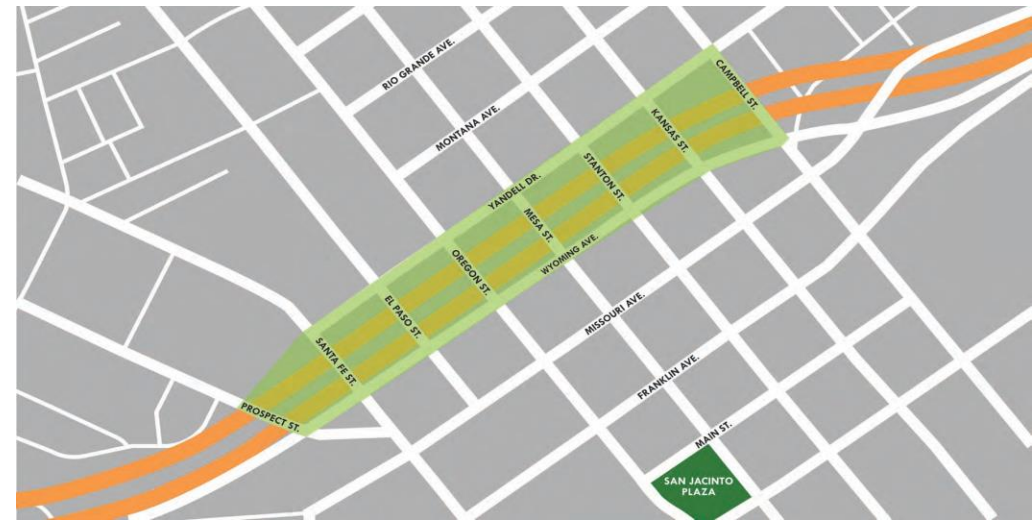 RIO GRANDE AVE.
MONTANA AVE.
CAMPBELL ST.
KANSAS ST.
YANDELL DR.
STANTON ST.
MESA ST.
WYOMING AVE.
OREGON ST.
EL PASO ST.
MISSOURI AVE.
SANTA FE ST.
FRANKLIN AVE.
PROSPECT ST.
MAIN ST.
SAN JACINTO
PLAZA